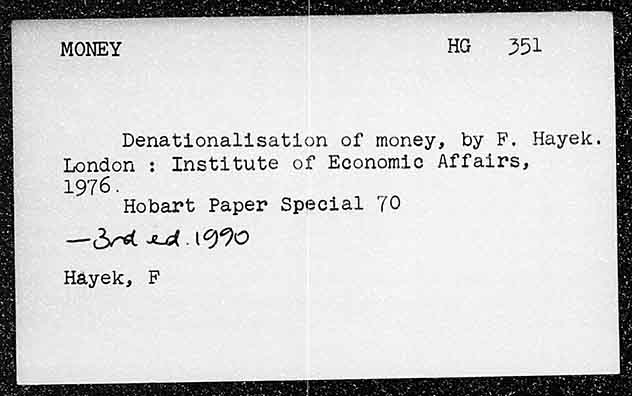 MONEY HG 351
Denationalisation of money, by F. Hayek.
London : Institute of Economic Affairs,
1976.
Hobart Paper Special 70
—3rd ed. 1990
Hayek, F